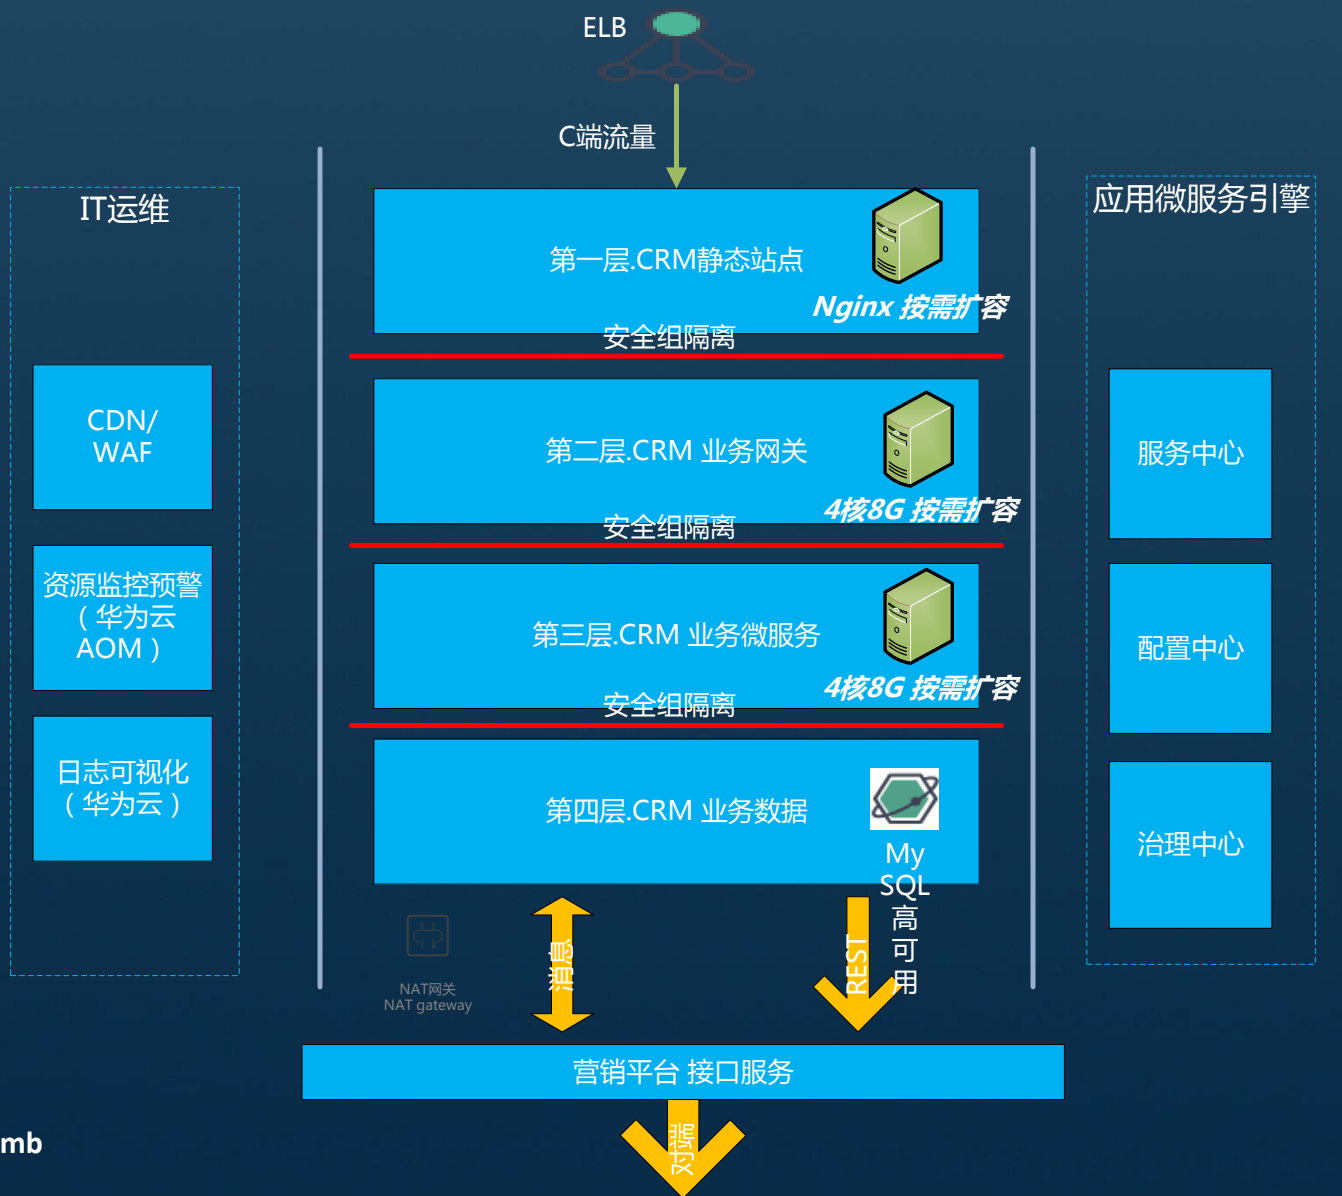 ELB
C端流量
IT运维
CDN/
WAF
资源监控预警
（华为云
AOM）
日志可视化
（华为云）
第一层.CRM静态站点
Nginx 按需扩容
安全组隔离
第二层.CRM 业务网关
4核8G 按需扩容
安全组隔离
第三层.CRM 业务微服务
4核8G 按需扩容
安全组隔离
第四层.CRM 业务数据
My
SQL
高
可
用
NAT网关
NAT gateway
消息
REST
营销平台 接口服务
对端
应用微服务引擎
服务中心
配置中心
治理中心
mb